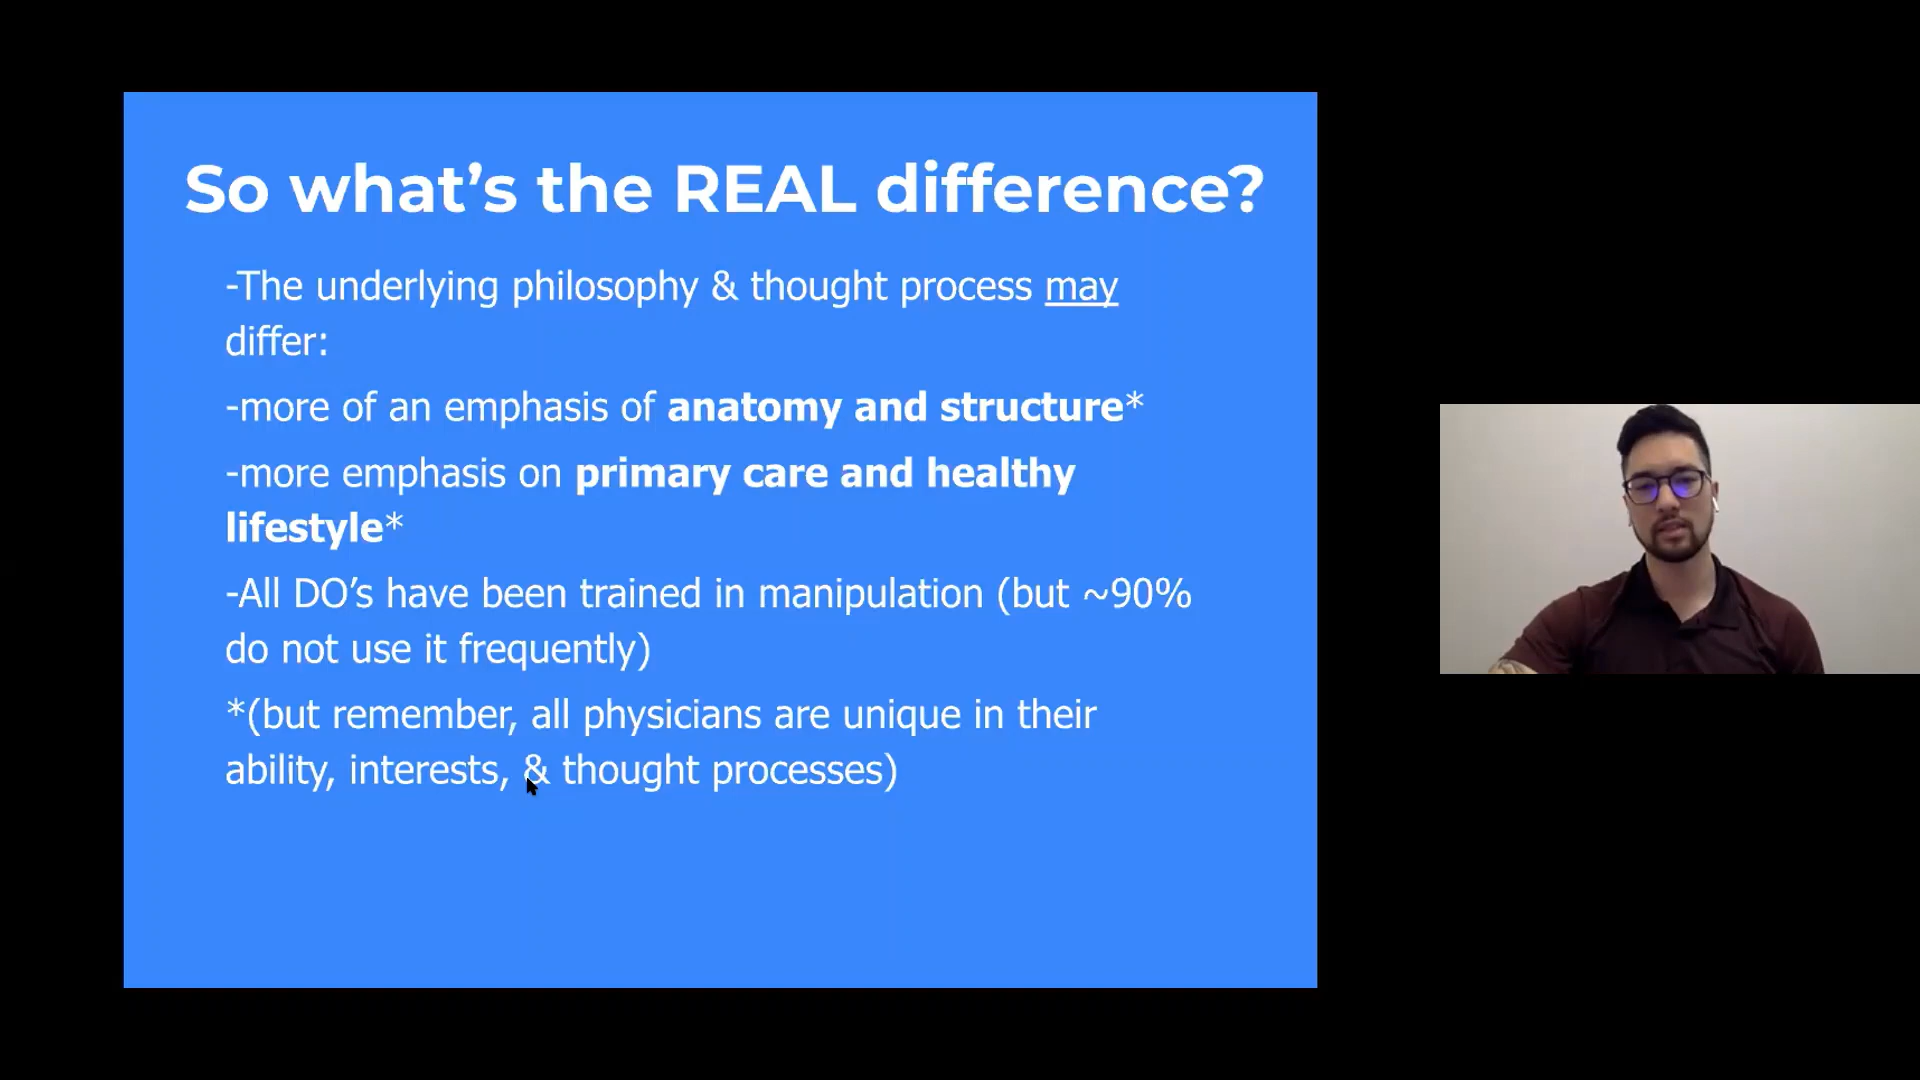 So what’s the REAL difference?
-The underlying philosophy & thought process may
differ:
-more of an emphasis of anatomy and structure*
-more emphasis on primary care and healthy
lifestyle*
-All DO’s have been trained in manipulation (but ~90%
do not use it frequently)
*(but remember, all physicians are unique in their
ability, interests, & thought processes)